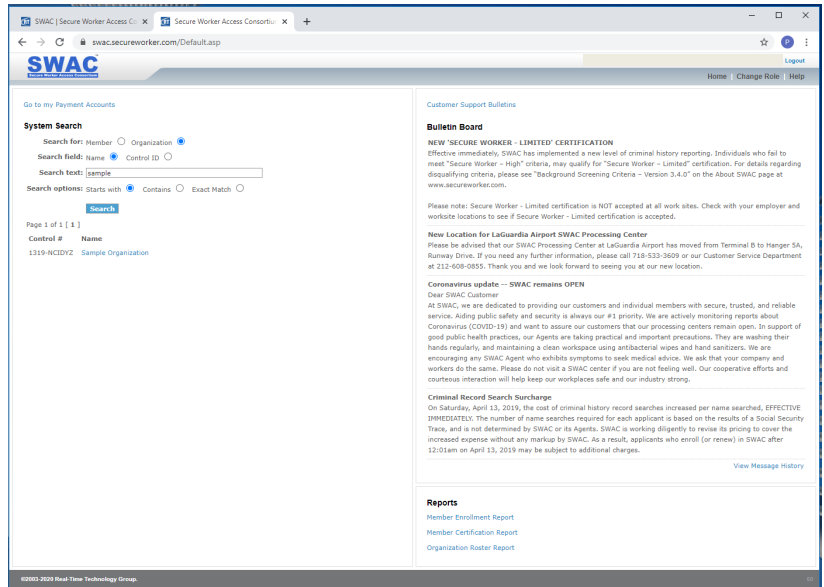 SWAC | Secure Worker Access Co
Secure Worker Access Consortiu
swac.secureworker.com/Default.asp
P
SWAC
Secure Worker Access Consortium
Logout
Home | Change Role | Help
Go to my Payment Accounts
System Search
Search for: Member Organization
Search field: Name Control ID
Search text: sample
Search options: Starts with Contains Exact Match
Search
Page 1 of 1 [ 1 ]
Control # Name
1319-NCIDYZ Sample Organization
Customer Support Bulletins
Bulletin Board
NEW 'SECURE WORKER - LIMITED' CERTIFICATION
Effective immediately, SWAC has implemented a new level of criminal history reporting. Individuals who fail to
meet "Secure Worker – High" criteria, may qualify for "Secure Worker – Limited" certification. For details regarding
disqualifying criteria, please see "Background Screening Criteria – Version 3.4.0" on the About SWAC page at
www.secureworker.com.
Please note: Secure Worker - Limited certification is NOT accepted at all work sites. Check with your employer and
worksite locations to see if Secure Worker - Limited certification is accepted.
New Location for LaGuardia Airport SWAC Processing Center
Please be advised that our SWAC Processing Center at LaGuardia Airport has moved from Terminal B to Hanger 5A,
Runway Drive. If you need any further information, please call 718-533-3609 or our Customer Service Department
at 212-608-0855. Thank you and we look forward to seeing you at our new location.
Coronavirus update -- SWAC remains OPEN
Dear SWAC Customer
At SWAC, we are dedicated to providing our customers and individual members with secure, trusted, and reliable
service. Aiding public safety and security is always our #1 priority. We are actively monitoring reports about
Coronavirus (COVID-19) and want to assure our customers that our processing centers remain open. In support of
good public health practices, our Agents are taking practical and important precautions. They are washing their
hands regularly, and maintaining a clean workspace using antibacterial wipes and hand sanitizers. We are
encouraging any SWAC Agent who exhibits symptoms to seek medical advice. We ask that your company and
workers do the same. Please do not visit a SWAC center if you are not feeling well. Our cooperative efforts and
courteous interaction will help keep our workplaces safe and our industry strong.
Criminal Record Search Surcharge
On Saturday, April 13, 2019, the cost of criminal history record searches increased per name searched, EFFECTIVE
IMMEDIATELY. The number of name searches required for each applicant is based on the results of a Social Security
Trace, and is not determined by SWAC or its Agents. SWAC is working diligently to revise its pricing to cover the
increased expense without any markup by SWAC. As a result, applicants who enroll (or renew) in SWAC after
12:01am on April 13, 2019 may be subject to additional charges.
View Message History
Reports
Member Enrollment Report
Member Certification Report
Organization Roster Report
©2003-2020 Real-Time Technology Group.